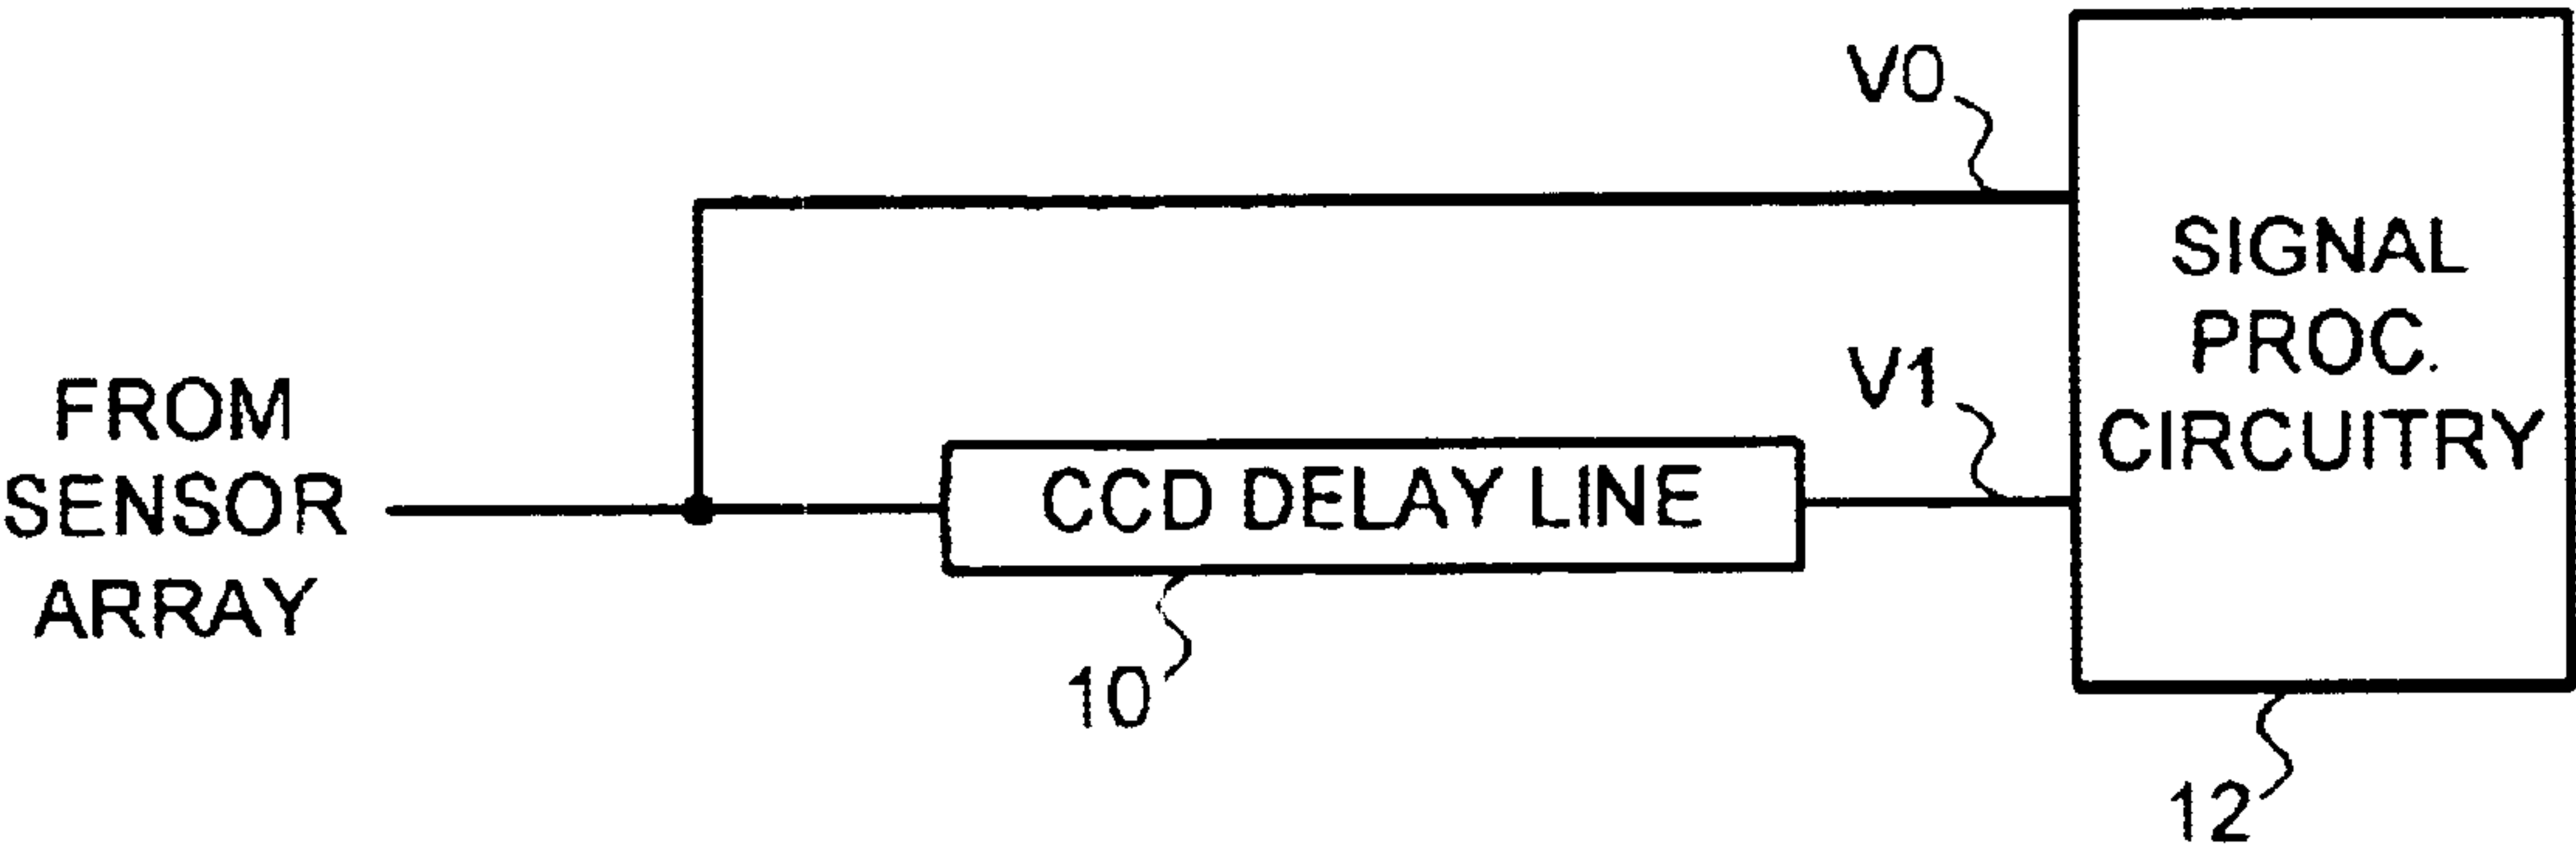 V0
SIGNAL
PROC.
CIRCUITRY
V1
FROM
SENSOR
ARRAY
CCD DELAY LINE
10
12